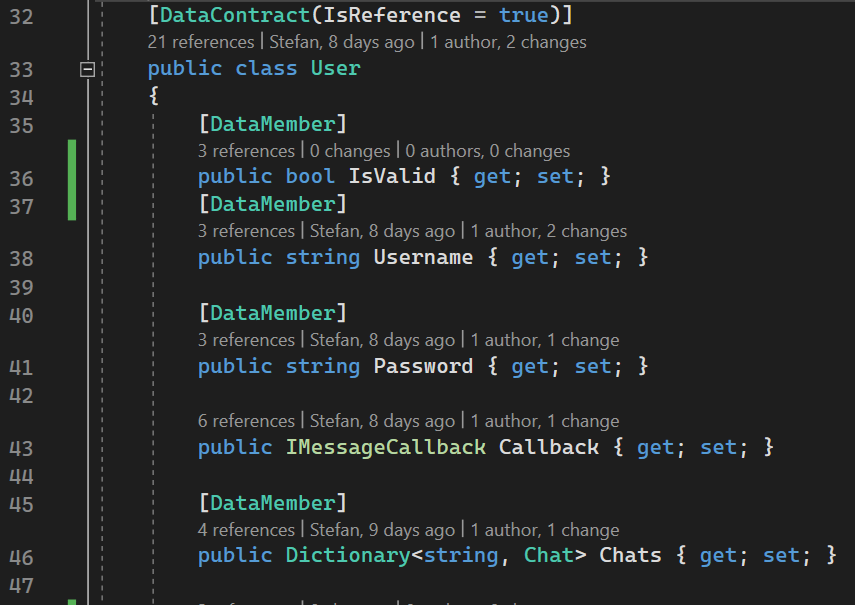 32 [DataContract(IsReference = true)]
21 references | Stefan, 8 days ago | 1 author, 2 changes
33 public class User
34 {
35 [DataMember]
3 references | 0 changes | 0 authors, 0 changes
36 public bool IsValid { get; set; }
37 [DataMember]
3 references | Stefan, 8 days ago | 1 author, 2 changes
38 public string Username { get; set; }
39
40 [DataMember]
3 references | Stefan, 8 days ago | 1 author, 1 change
41 public string Password { get; set; }
42
6 references | Stefan, 8 days ago | 1 author, 1 change
43 public IMessageCallback Callback { get; set; }
44
45 [DataMember]
4 references | Stefan, 9 days ago | 1 author, 1 change
46 public Dictionary<string, Chat> Chats { get; set; }
47